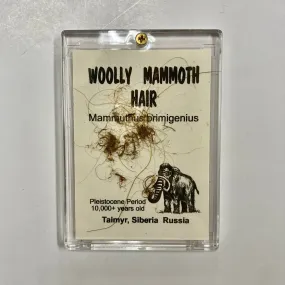 WOOLLY MAMMOTH
HAIR
Mammuthus primigenius
Pleistocene Period
10,000+ years old
Taimyr, Siberia Russia